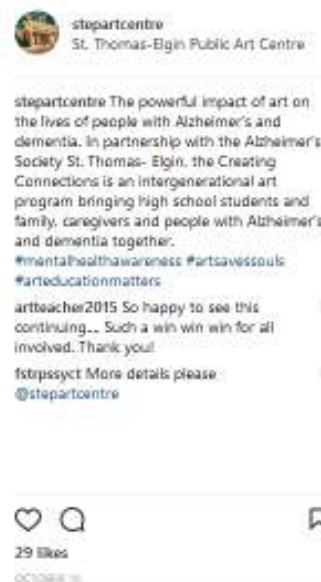 stepartcentre
St. Thomas-Elgin Public Art Centre
stepartcentre The powerful impact of art on
the lives of people with Alzheimer's and
dementia. In partnership with the Alzheimer's
Society St. Thomas- Elgin, the Creating
Connections is an intergenerational art
program bringing high school students and
family, caregivers and people with Alzheimer's
and dementia together.
#mentalhealthawareness #artsavessouls
#arteducationmatters
artteacher2015 So happy to see this
continuing... Such a win win win for all
involved. Thank you!
fstrpssyct More details please
@stepartcentre
29 likes
OCTOBER